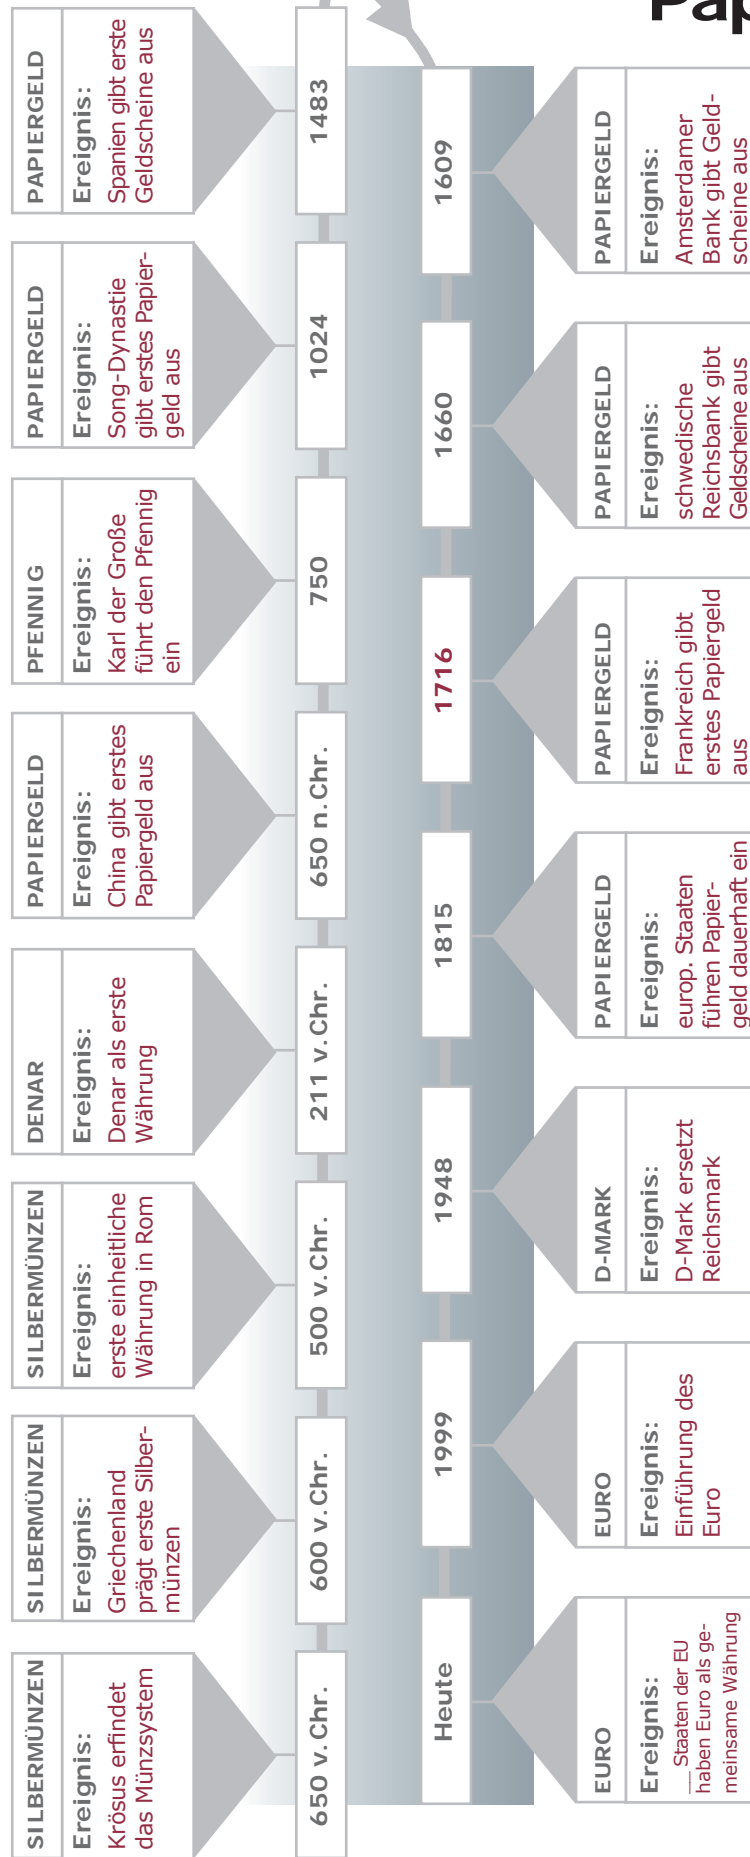 SILBERMÜNZEN
Ereignis:
Krösus erfindet
das Münzsystem
650 v. Chr.
SILBERMÜNZEN
Ereignis:
Griechenland
prägt erste Silber-
münzen
600 v. Chr.
SILBERMÜNZEN
Ereignis:
erste einheitliche
Währung in Rom
500 v. Chr.
DENAR
Ereignis:
Denar als erste
Währung
211 v. Chr.
PAPIERGELD
Ereignis:
China gibt erstes
Papiergeld aus
650 n. Chr.
PFENNIG
Ereignis:
Karl der Große
führt den Pfennig
ein
750
PAPIERGELD
Ereignis:
Song-Dynastie
gibt erstes Papier-
geld aus
1024
PAPIERGELD
Ereignis:
Spanien gibt erste
Geldscheine aus
1483
1609
PAPIERGELD
Ereignis:
Amsterdamer
Bank gibt Geld-
scheine aus
1660
PAPIERGELD
Ereignis:
schwedische
Reichsbank gibt
Geldscheine aus
1716
PAPIERGELD
Ereignis:
Frankreich gibt
erstes Papiergeld
aus
1815
PAPIERGELD
Ereignis:
europ. Staaten
führen Papier-
geld dauerhaft ein
1948
D-MARK
Ereignis:
D-Mark ersetzt
Reichsmark
1999
EURO
Ereignis:
Einführung des
Euro
Heute
EURO
Ereignis:
__ Staaten der EU
haben Euro als ge-
meinsame Währung